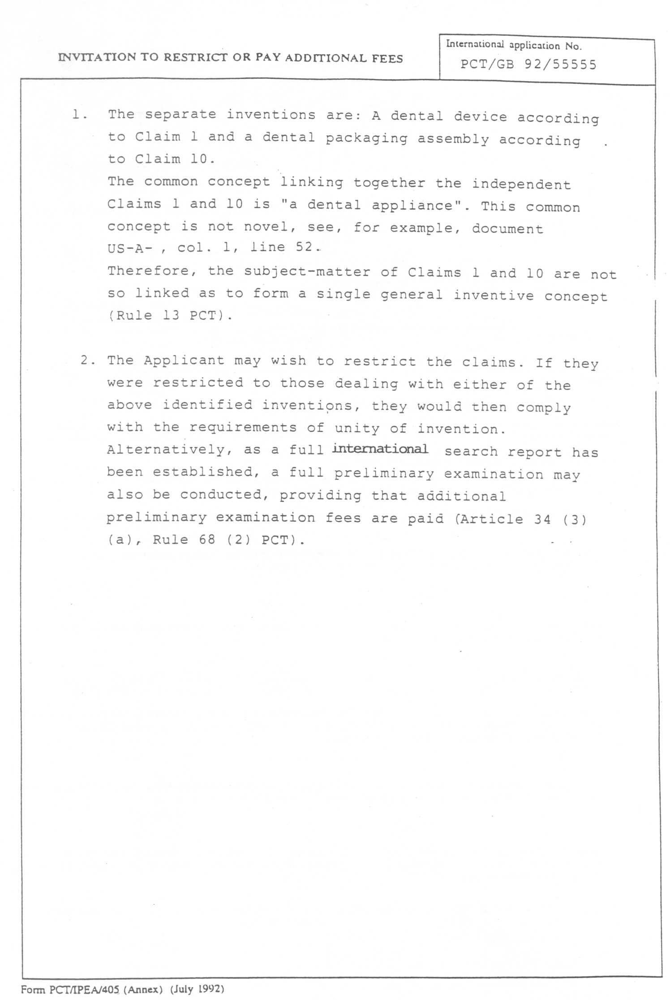 INVITATION TO RESTRICT OR PAY ADDITIONAL FEES
International application No.
PCT/GB 92/55555
1. The separate inventions are: A dental device according
to Claim 1 and a dental packaging assembly according
to Claim 10.
The common concept linking together the independent
Claims 1 and 10 is "a dental appliance". This common
concept is not novel, see, for example, document
US-A- , col. 1, line 52.
Therefore, the subject-matter of Claims 1 and 10 are not
so linked as to form a single general inventive concept
(Rule 13 PCT).
2. The Applicant may wish to restrict the claims. If they
were restricted to those dealing with either of the
above identified inventions, they would then comply
with the requirements of unity of invention.
Alternatively, as a full international search report has
been established, a full preliminary examination may
also be conducted, providing that additional
preliminary examination fees are paid (Article 34 (3)
(a), Rule 68 (2) PCT).
Form PCT/IPEA/405 (Annex) (July 1992)